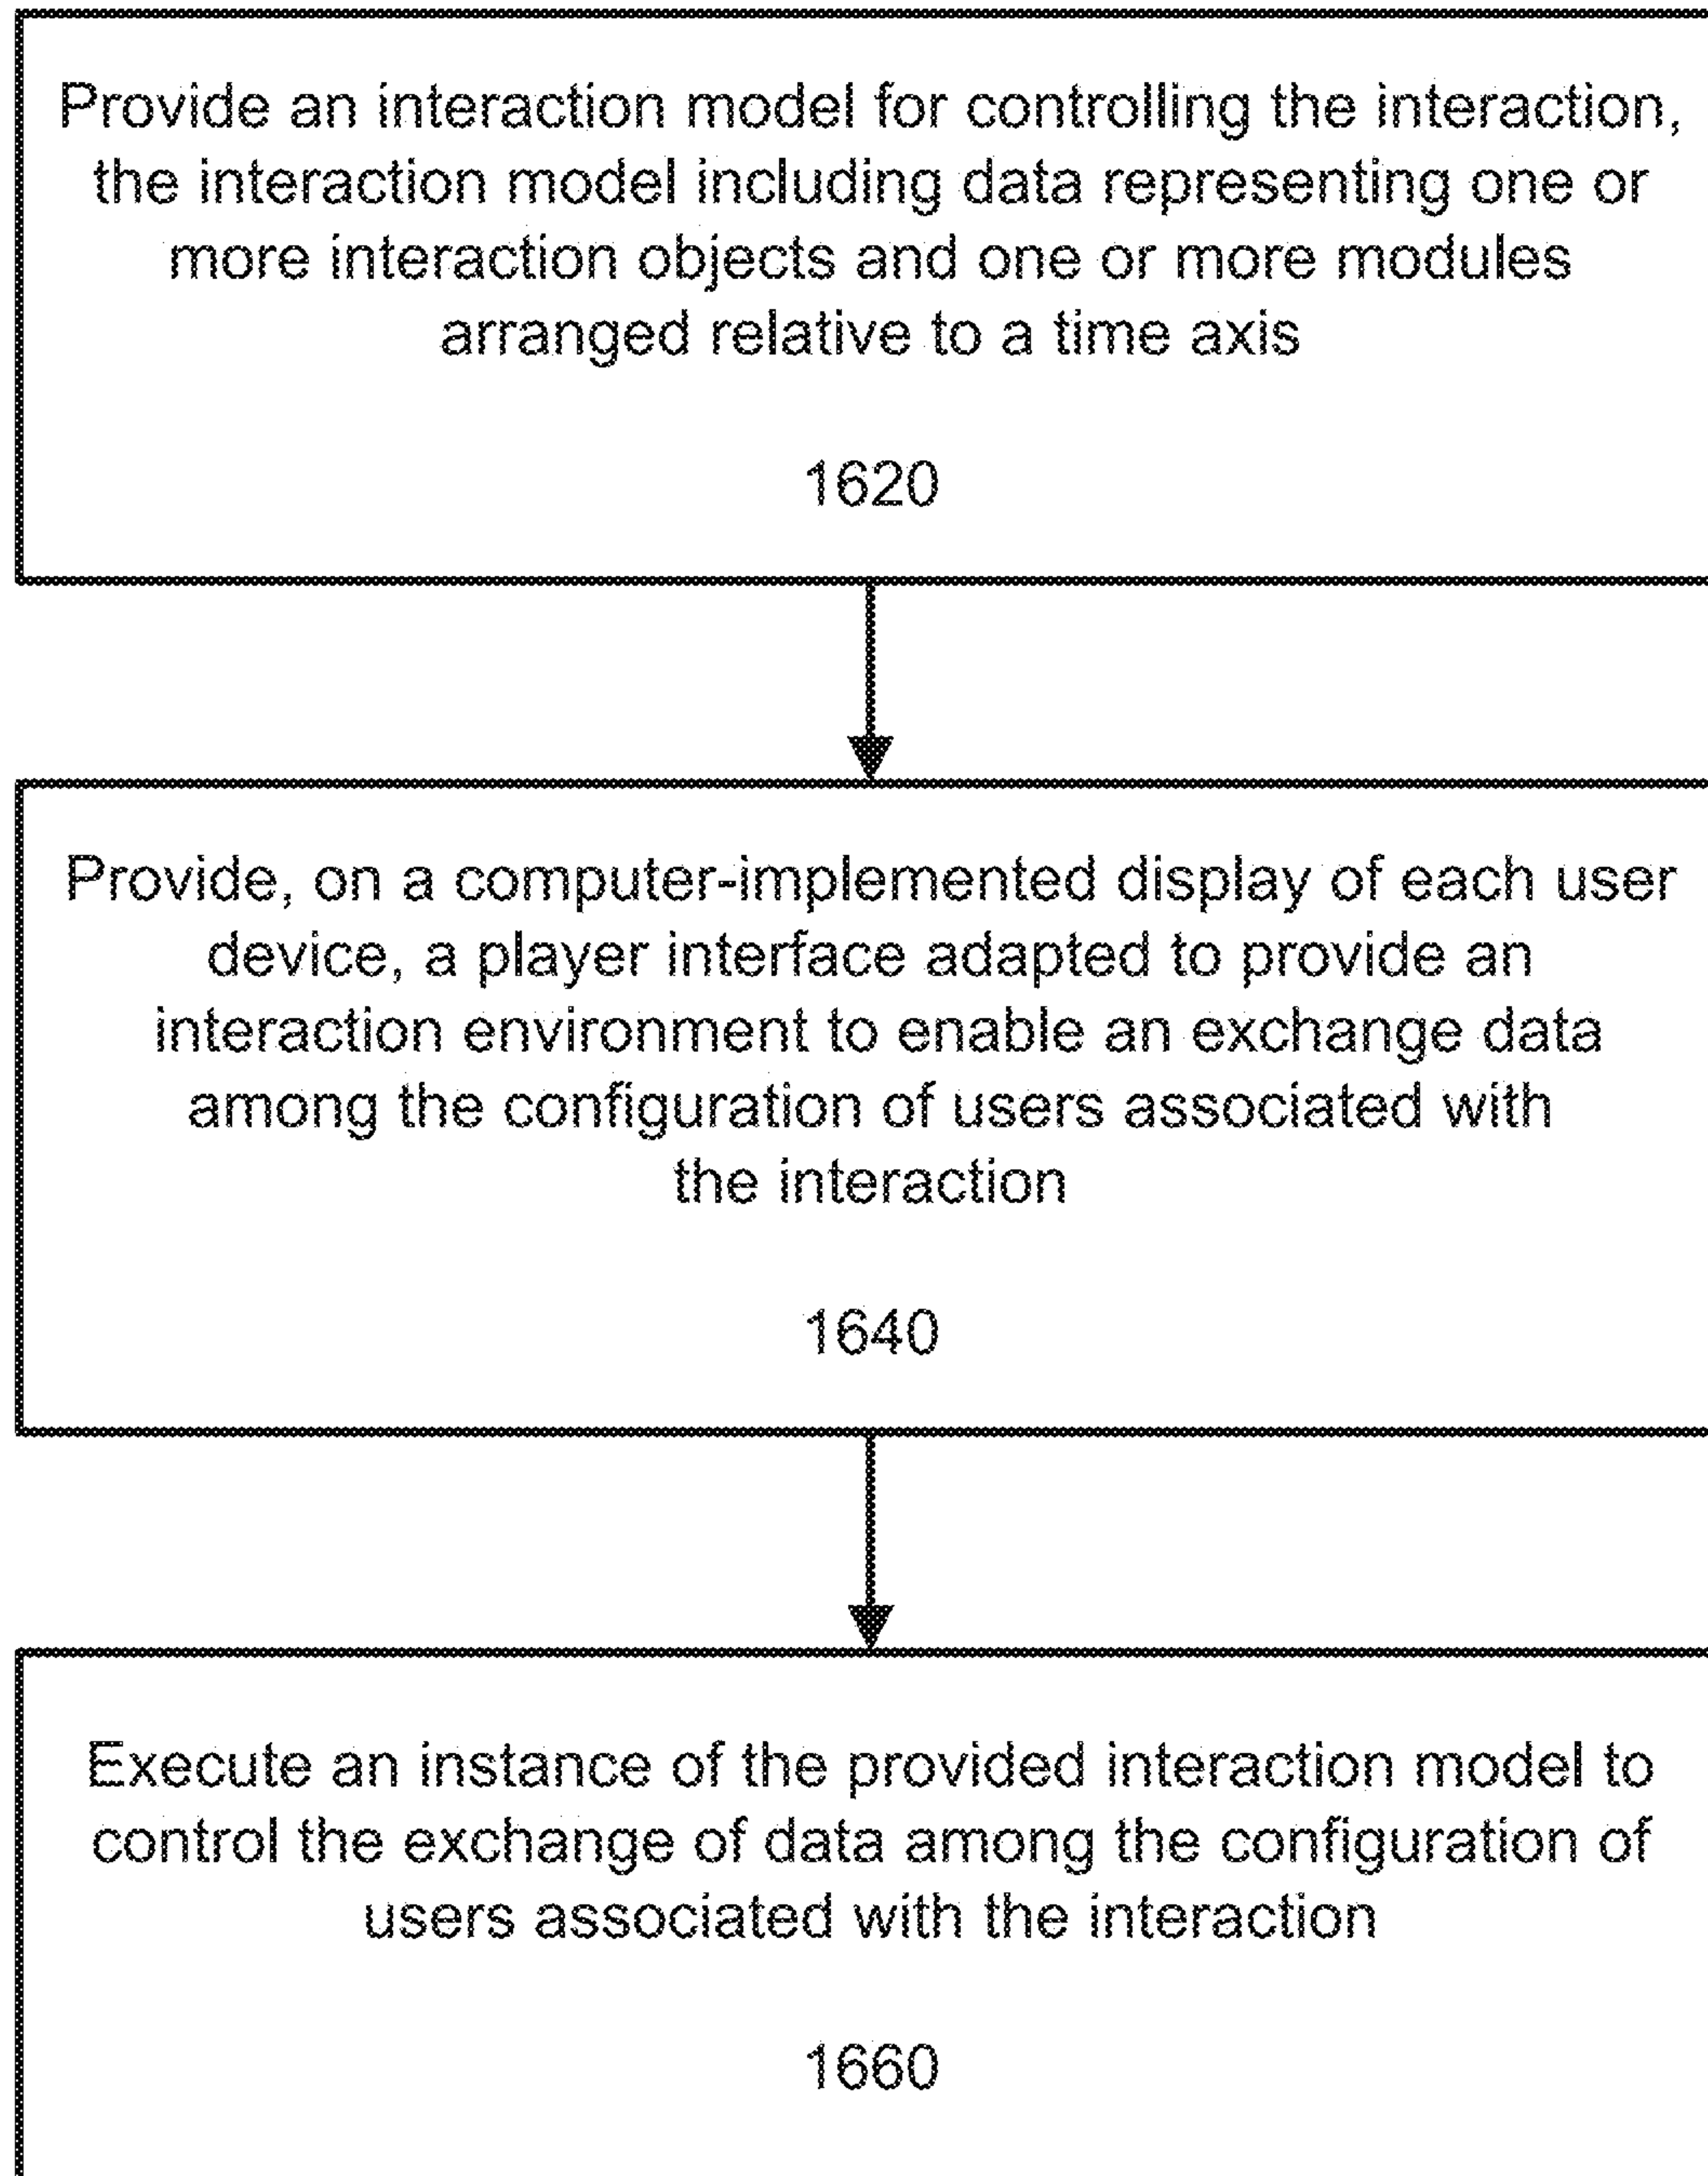 Provide an interaction model for controlling the interaction,
the interaction model including data representing one or
more interaction objects and one or more modules
arranged relative to a time axis
1620
Provide, on a computer-implemented display of each user
device, a player interface adapted to provide an
interaction environment to enable an exchange data
among the configuration of users associated with
the interaction
1640
Execute an instance of the provided interaction model to
control the exchange of data among the configuration of
users associated with the interaction
1660